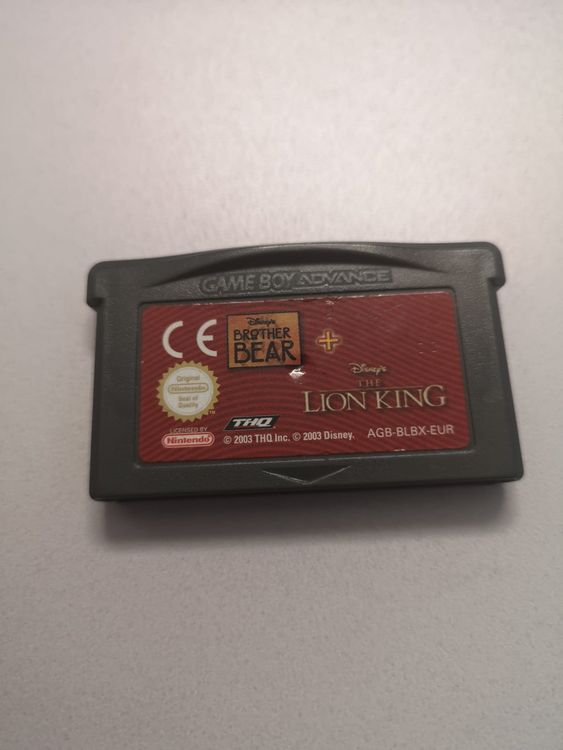 GAME BOY ADVANCE
CE
Disney's
BROTHER
BEAR
+
Disney's
THE
LION KING
Original
Nintendo
Seal of
Quality
TM
LICENSED BY
Nintendo
THQ
© 2003 THQ Inc. © 2003 Disney.
AGB-BLBX-EUR